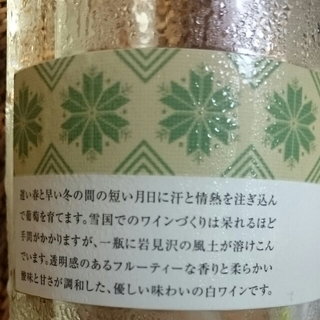 遅い春と早い冬の間の短い月日に汗と情熱を注ぎ込ん
で葡萄を育てます。雪国でのワインづくりは呆れるほど
手間がかかりますが、一瓶に岩見沢の風土が溶けこん
でいます。透明感のあるフルーティーな香りと柔らかい
酸味と甘さが調和した、優しい味わいの白ワインです。